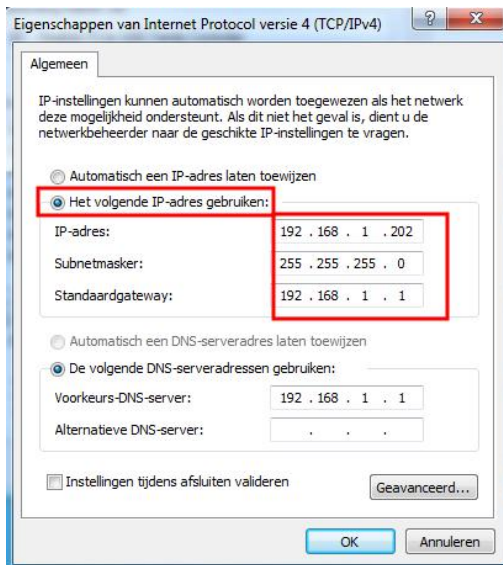 Eigenschappen van Internet Protocol versie 4 (TCP/IPv4)
Algemeen
IP-instellingen kunnen automatisch worden toegewezen als het netwerk
deze mogelijkheid ondersteunt. Als dit niet het geval is, dient u de
netwerkbeheerder naar de geschikte IP-instellingen te vragen.
Automatisch een IP-adres laten toewijzen
Het volgende IP-adres gebruiken:
IP-adres: 192 . 168 . 1 . 202
Subnetmasker: 255 . 255 . 255 . 0
Standaardgateway: 192 . 168 . 1 . 1
Automatisch een DNS-serveradres laten toewijzen
De volgende DNS-serveradressen gebruiken:
Voorkeurs-DNS-server: 192 . 168 . 1 . 1
Alternatieve DNS-server: . . .
Instellingen tijdens afsluiten valideren
Geavanceerd...
OK Annuleren